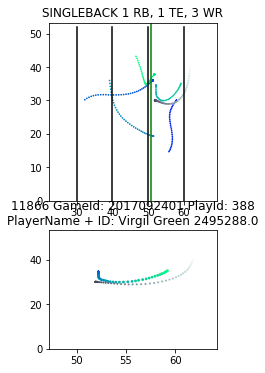 SINGLEBACK 1 RB, 1 TE, 3 WR
50
40
30
20
10
0
30 40 50 60
11866 GameId: 2017092401 PlayId: 388
PlayerName + ID: Virgil Green 2495288.0
40
20
0
50 55 60